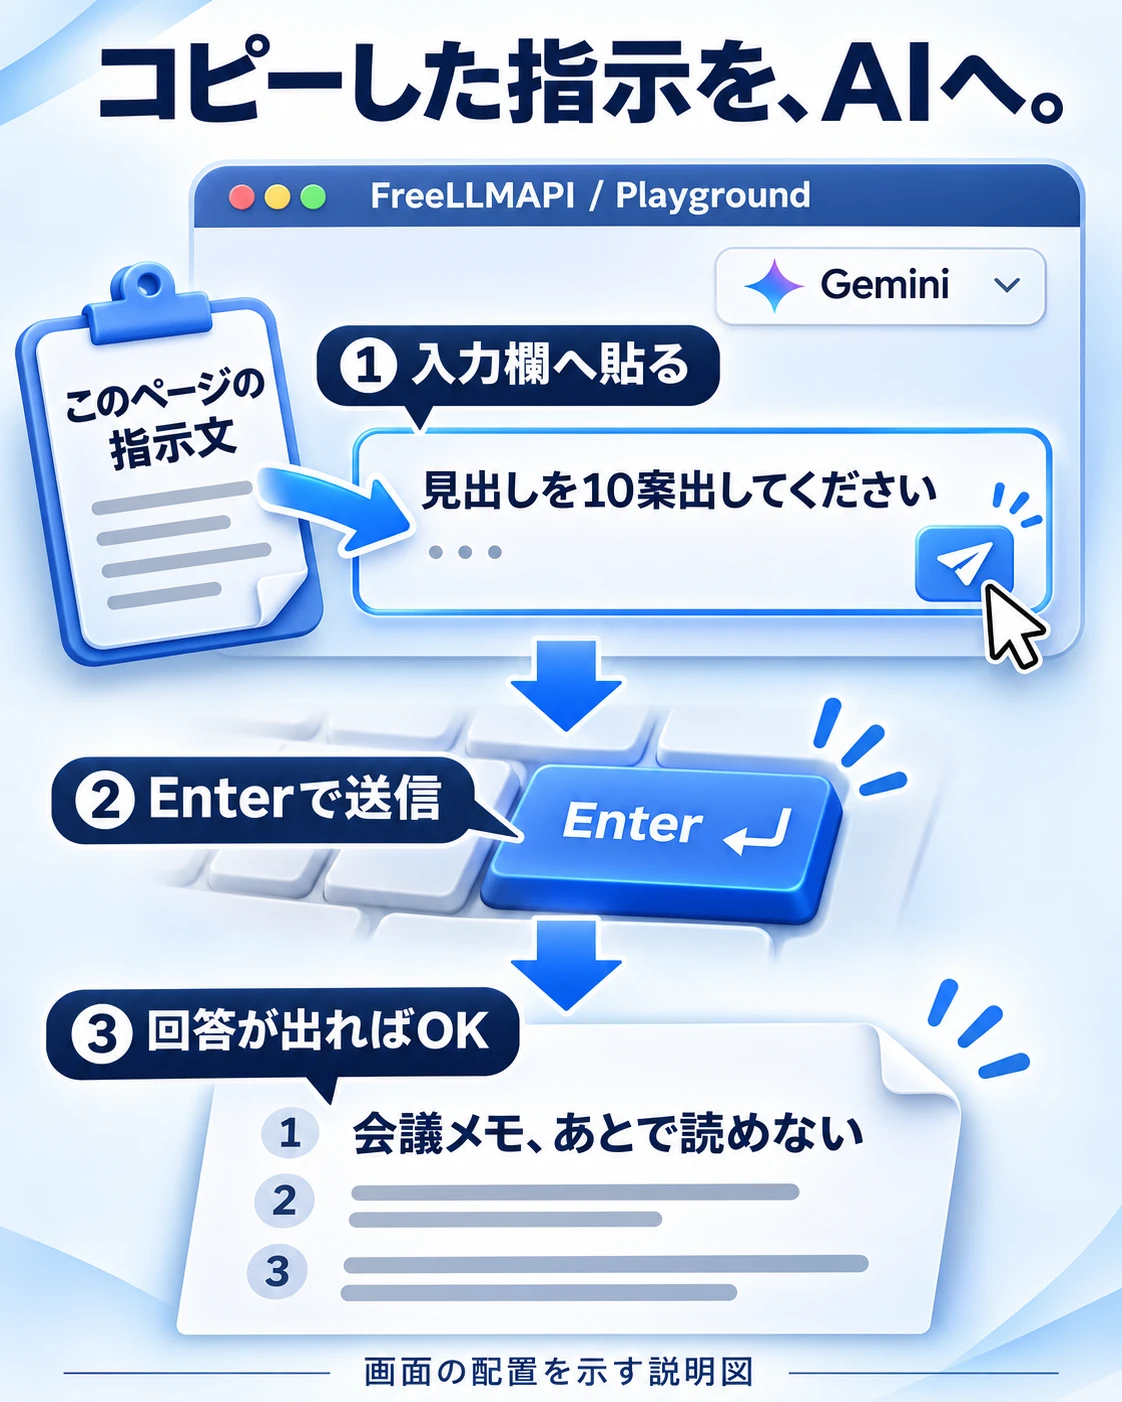 コピーした指示を、AIへ。
FreeLLMAPI / Playground
Gemini
このページの
指示文
1 入力欄へ貼る
見出しを10案出してください
2 Enterで送信
Enter
3 回答が出ればOK
1 会議メモ、あとで読めない
2
3
画面の配置を示す説明図